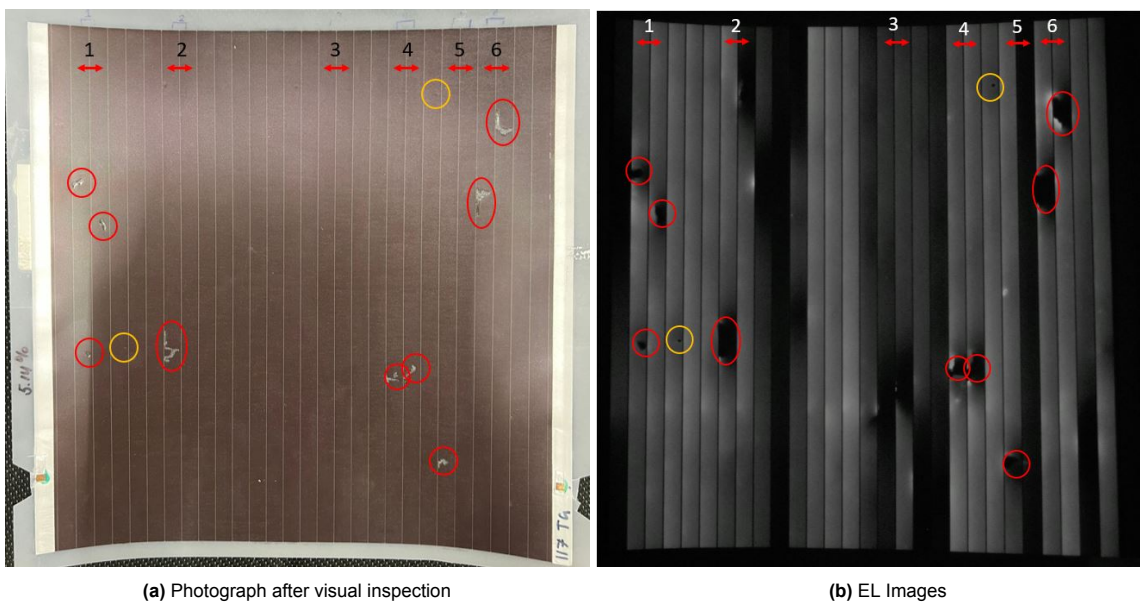 1 2 3 4 5 6
1 2 3 4 5 6
5.14 %
117 TG
(a) Photograph after visual inspection
(b) EL Images